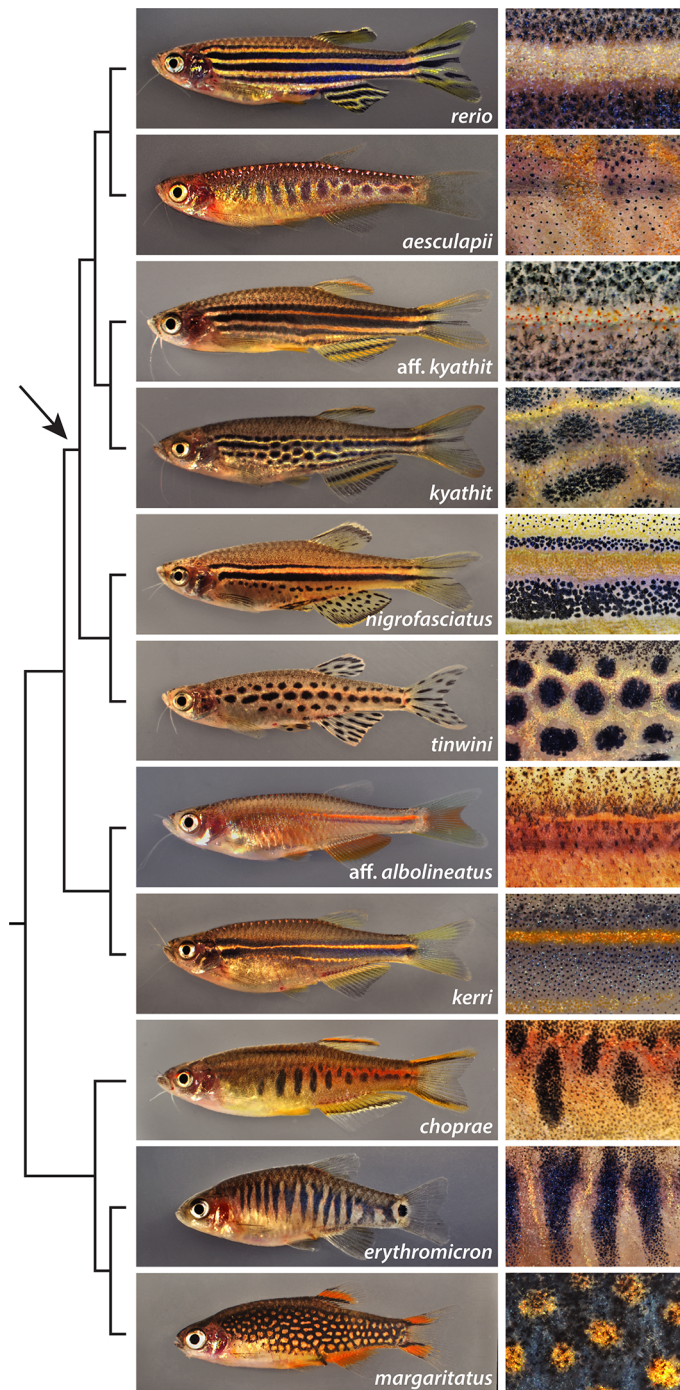 rerio
aesculapii
aff. kyathit
kyathit
nigrofasciatus
tinwini
aff. albolineatus
kerri
choprae
erythromicron
margaritatus